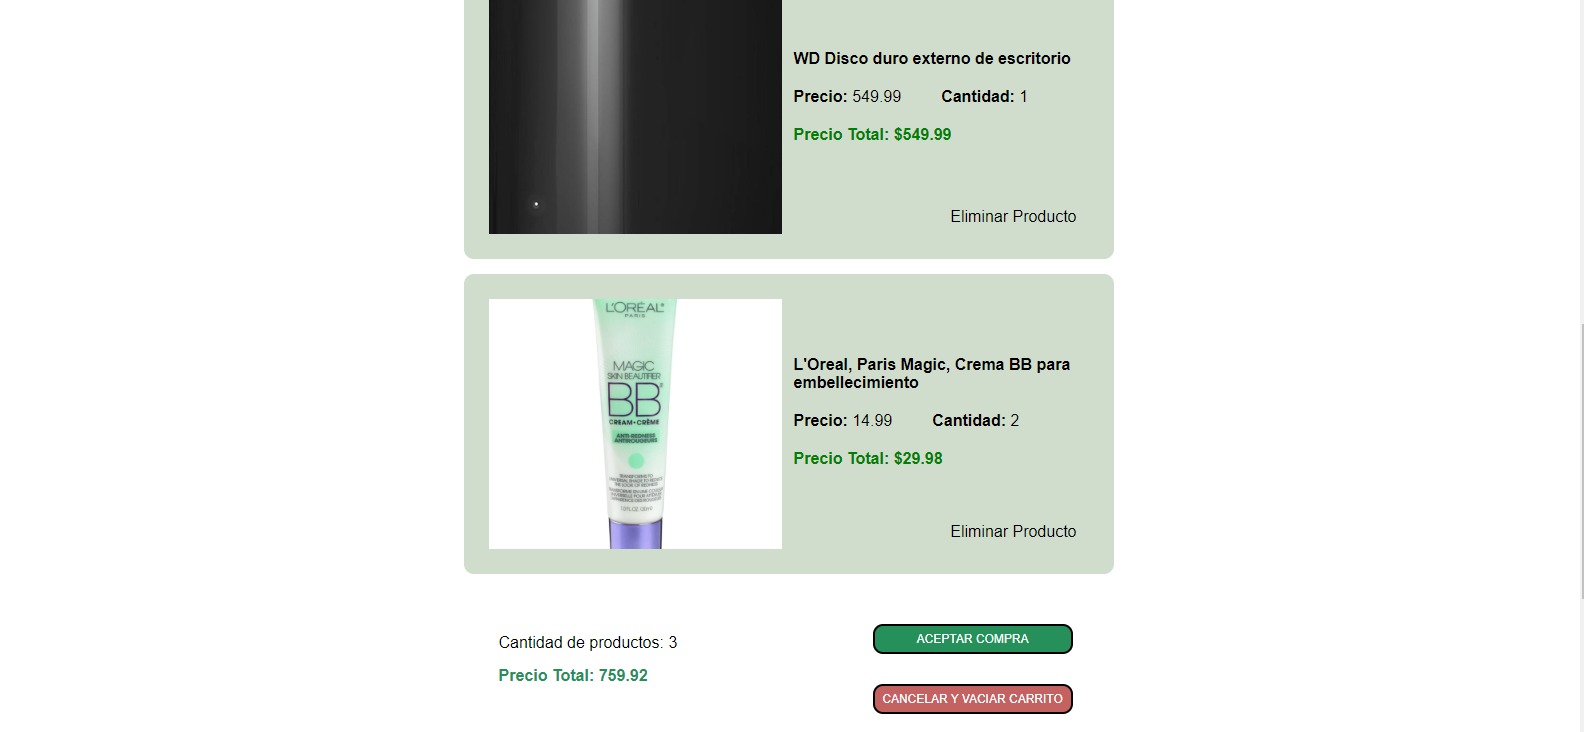 WD Disco duro externo de escritorio
Precio: 549.99 Cantidad: 1
Precio Total: $549.99
Eliminar Producto
L'ORÉAL
PARIS
MAGIC
SKIN BEAUTIFIER
BB
CREAM•CRÈME
ANTI-REDNESS
ANTIROUGEURS
L'Oreal, Paris Magic, Crema BB para
embellecimiento
Precio: 14.99 Cantidad: 2
Precio Total: $29.98
Eliminar Producto
Cantidad de productos: 3
Precio Total: 759.92
ACEPTAR COMPRA
CANCELAR Y VACIAR CARRITO